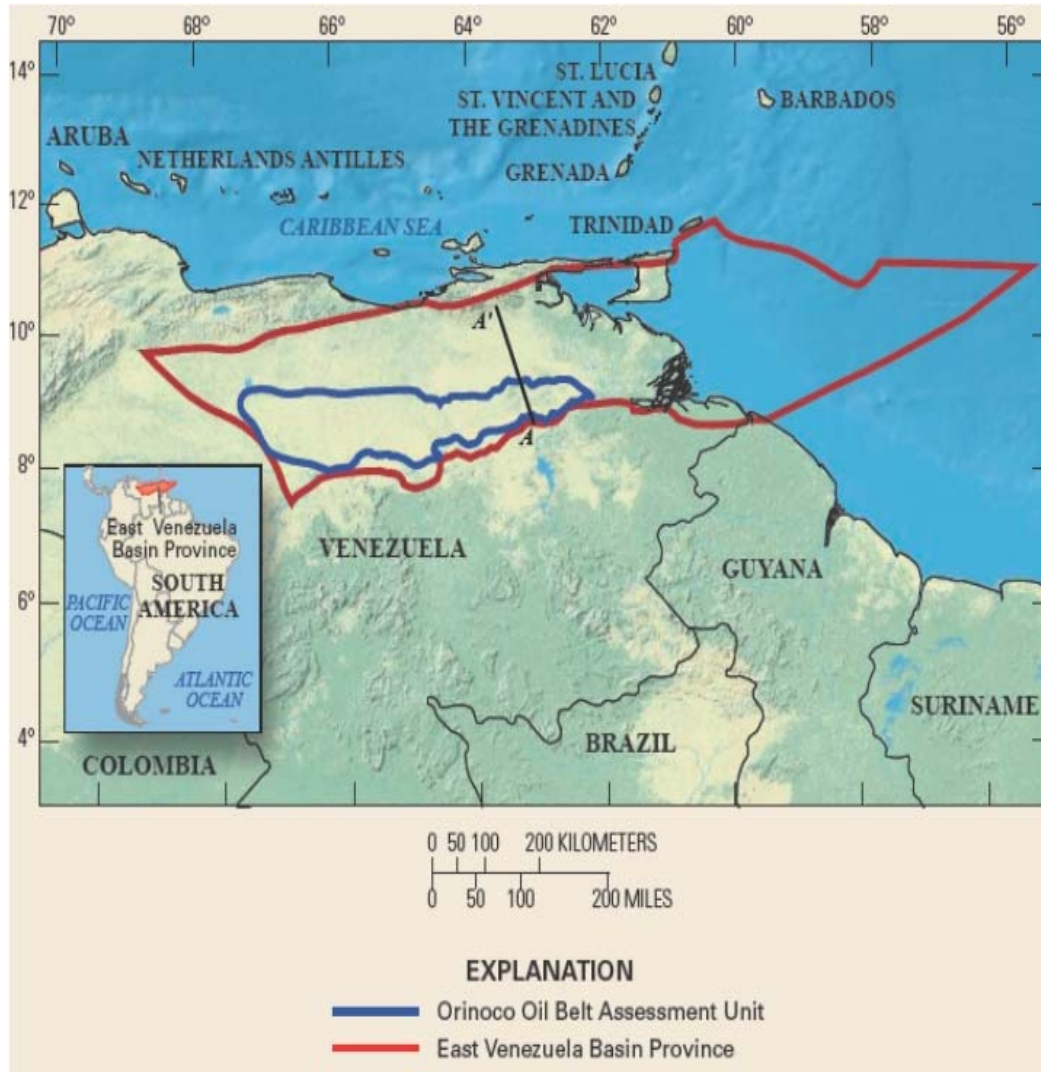 70° 68° 66° 64° 62° 60° 58° 56°
14°
12°
10°
8°
6°
4°
ST. LUCIA
ST. VINCENT AND
THE GRENADINES
BARBADOS
ARUBA
NETHERLANDS ANTILLES
GRENADA
CARIBBEAN SEA
TRINIDAD
A'
A
East Venezuela
Basin Province
SOUTH
AMERICA
PACIFIC
OCEAN
ATLANTIC
OCEAN
VENEZUELA
GUYANA
SURINAME
BRAZIL
COLOMBIA
0 50 100 200 KILOMETERS
0 50 100 200 MILES
EXPLANATION
Orinoco Oil Belt Assessment Unit
East Venezuela Basin Province